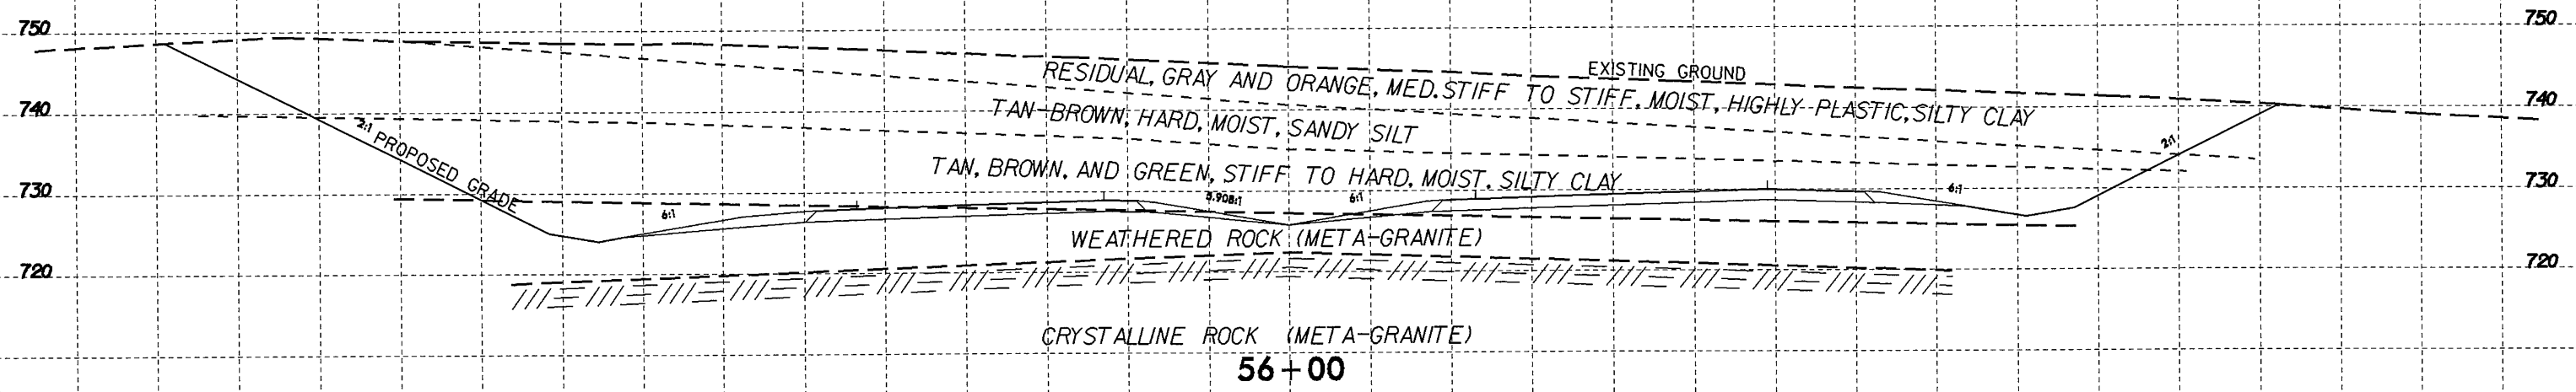 750 750
EXISTING GROUND
RESIDUAL, GRAY AND ORANGE, MED. STIFF TO STIFF, MOIST, HIGHLY PLASTIC, SILTY CLAY
740 740
TAN-BROWN, HARD, MOIST, SANDY SILT
2:1 PROPOSED GRADE
2:1
TAN, BROWN, AND GREEN, STIFF TO HARD, MOIST, SILTY CLAY
730 730
6:1 5.908:1 6:1 6:1
WEATHERED ROCK (META-GRANITE)
720 720
CRYSTALLINE ROCK (META-GRANITE)
56+00